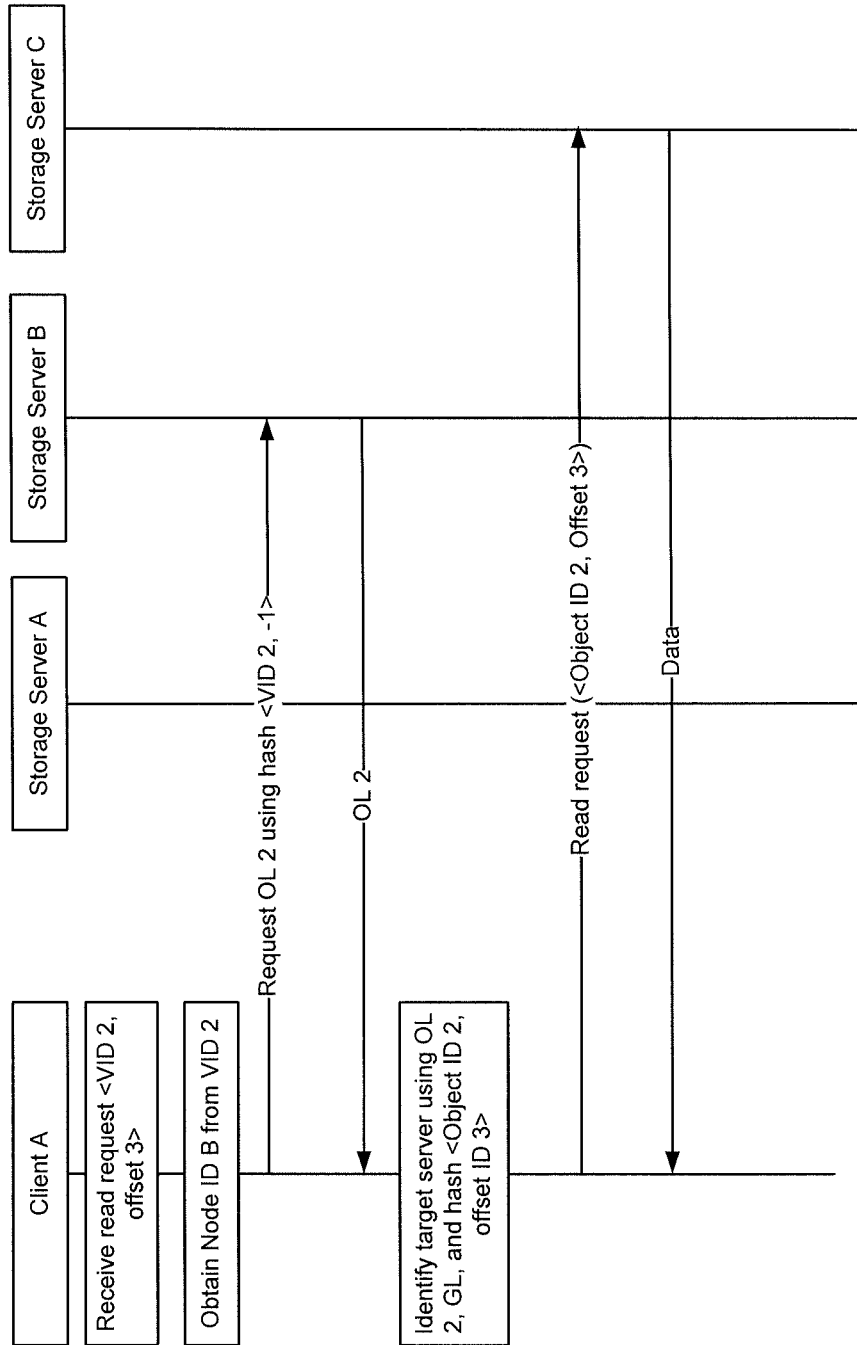 Client A
Storage Server A
Storage Server B
Storage Server C
Receive read request <VID 2,
offset 3>
Obtain Node ID B from VID 2
Request OL 2 using hash <VID 2, -1>
OL 2
Identify target server using OL
2, GL, and hash <Object ID 2,
offset ID 3>
Read request (<Object ID 2, Offset 3>)
Data